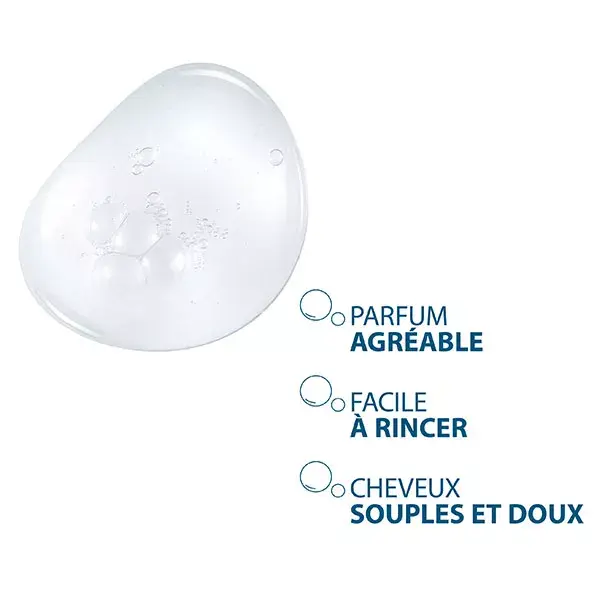 PARFUM
AGRÉABLE
FACILE
À RINCER
CHEVEUX
SOUPLES ET DOUX